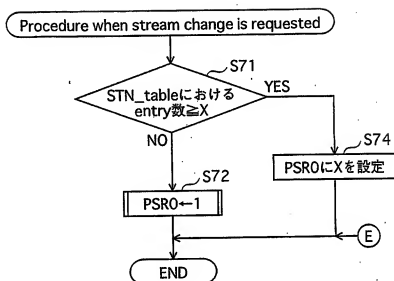 Procedure when stream change is requested
S71
STN_tableにおける
entry数≧X
YES
NO
S74
PSR0にXを設定
S72
PSR0←1
E
END